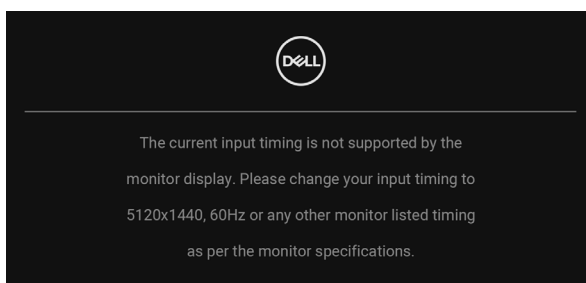 DELL
The current input timing is not supported by the
monitor display. Please change your input timing to
5120x1440, 60Hz or any other monitor listed timing
as per the monitor specifications.